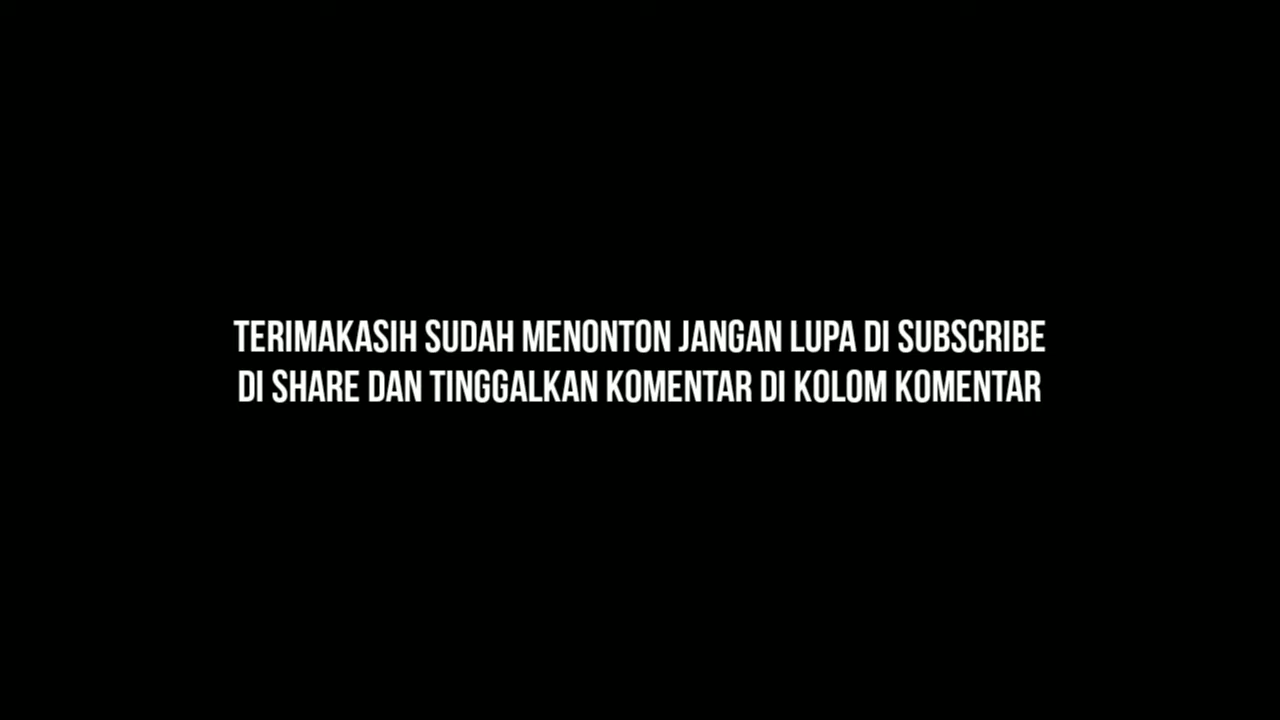 TERIMAKASIH SUDAH MENONTON JANGAN LUPA DI SUBSCRIBE
DI SHARE DAN TINGGALKAN KOMENTAR DI KOLOM KOMENTAR